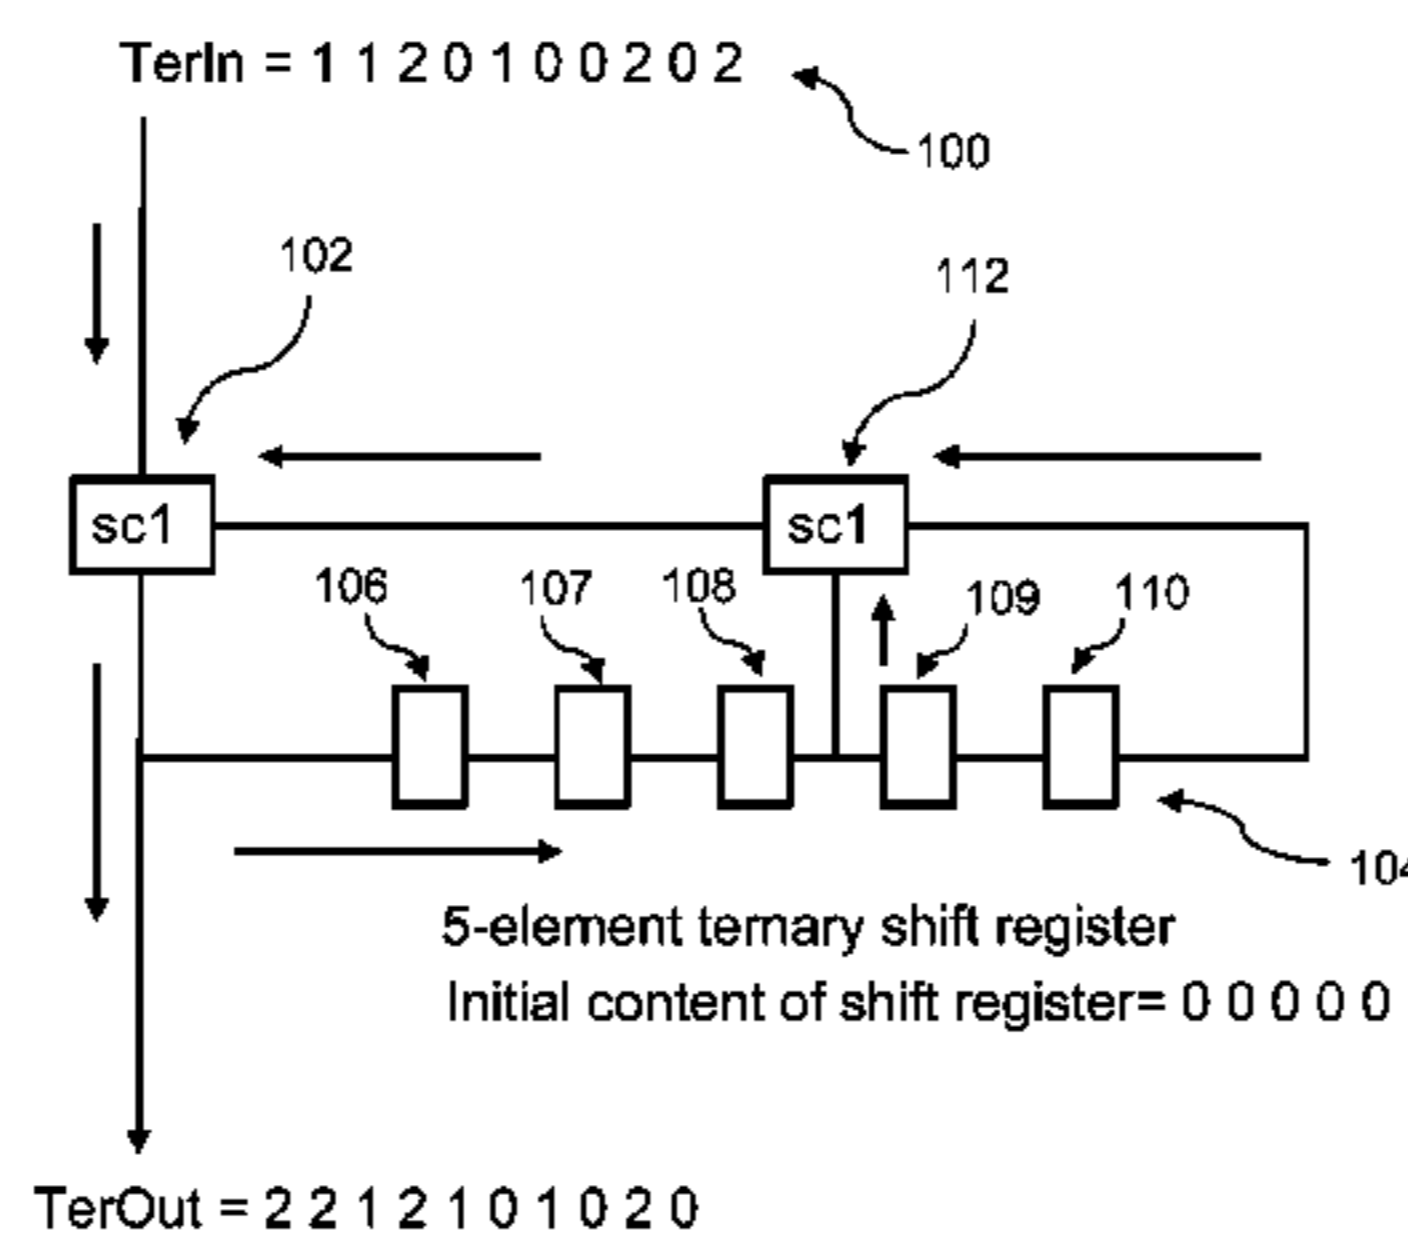 TerIn = 1 1 2 0 1 0 0 2 0 2
100
102
112
sc1
sc1
106
107
108
109
110
104
5-element ternary shift register
Initial content of shift register= 0 0 0 0 0
TerOut = 2 2 1 2 1 0 1 0 2 0